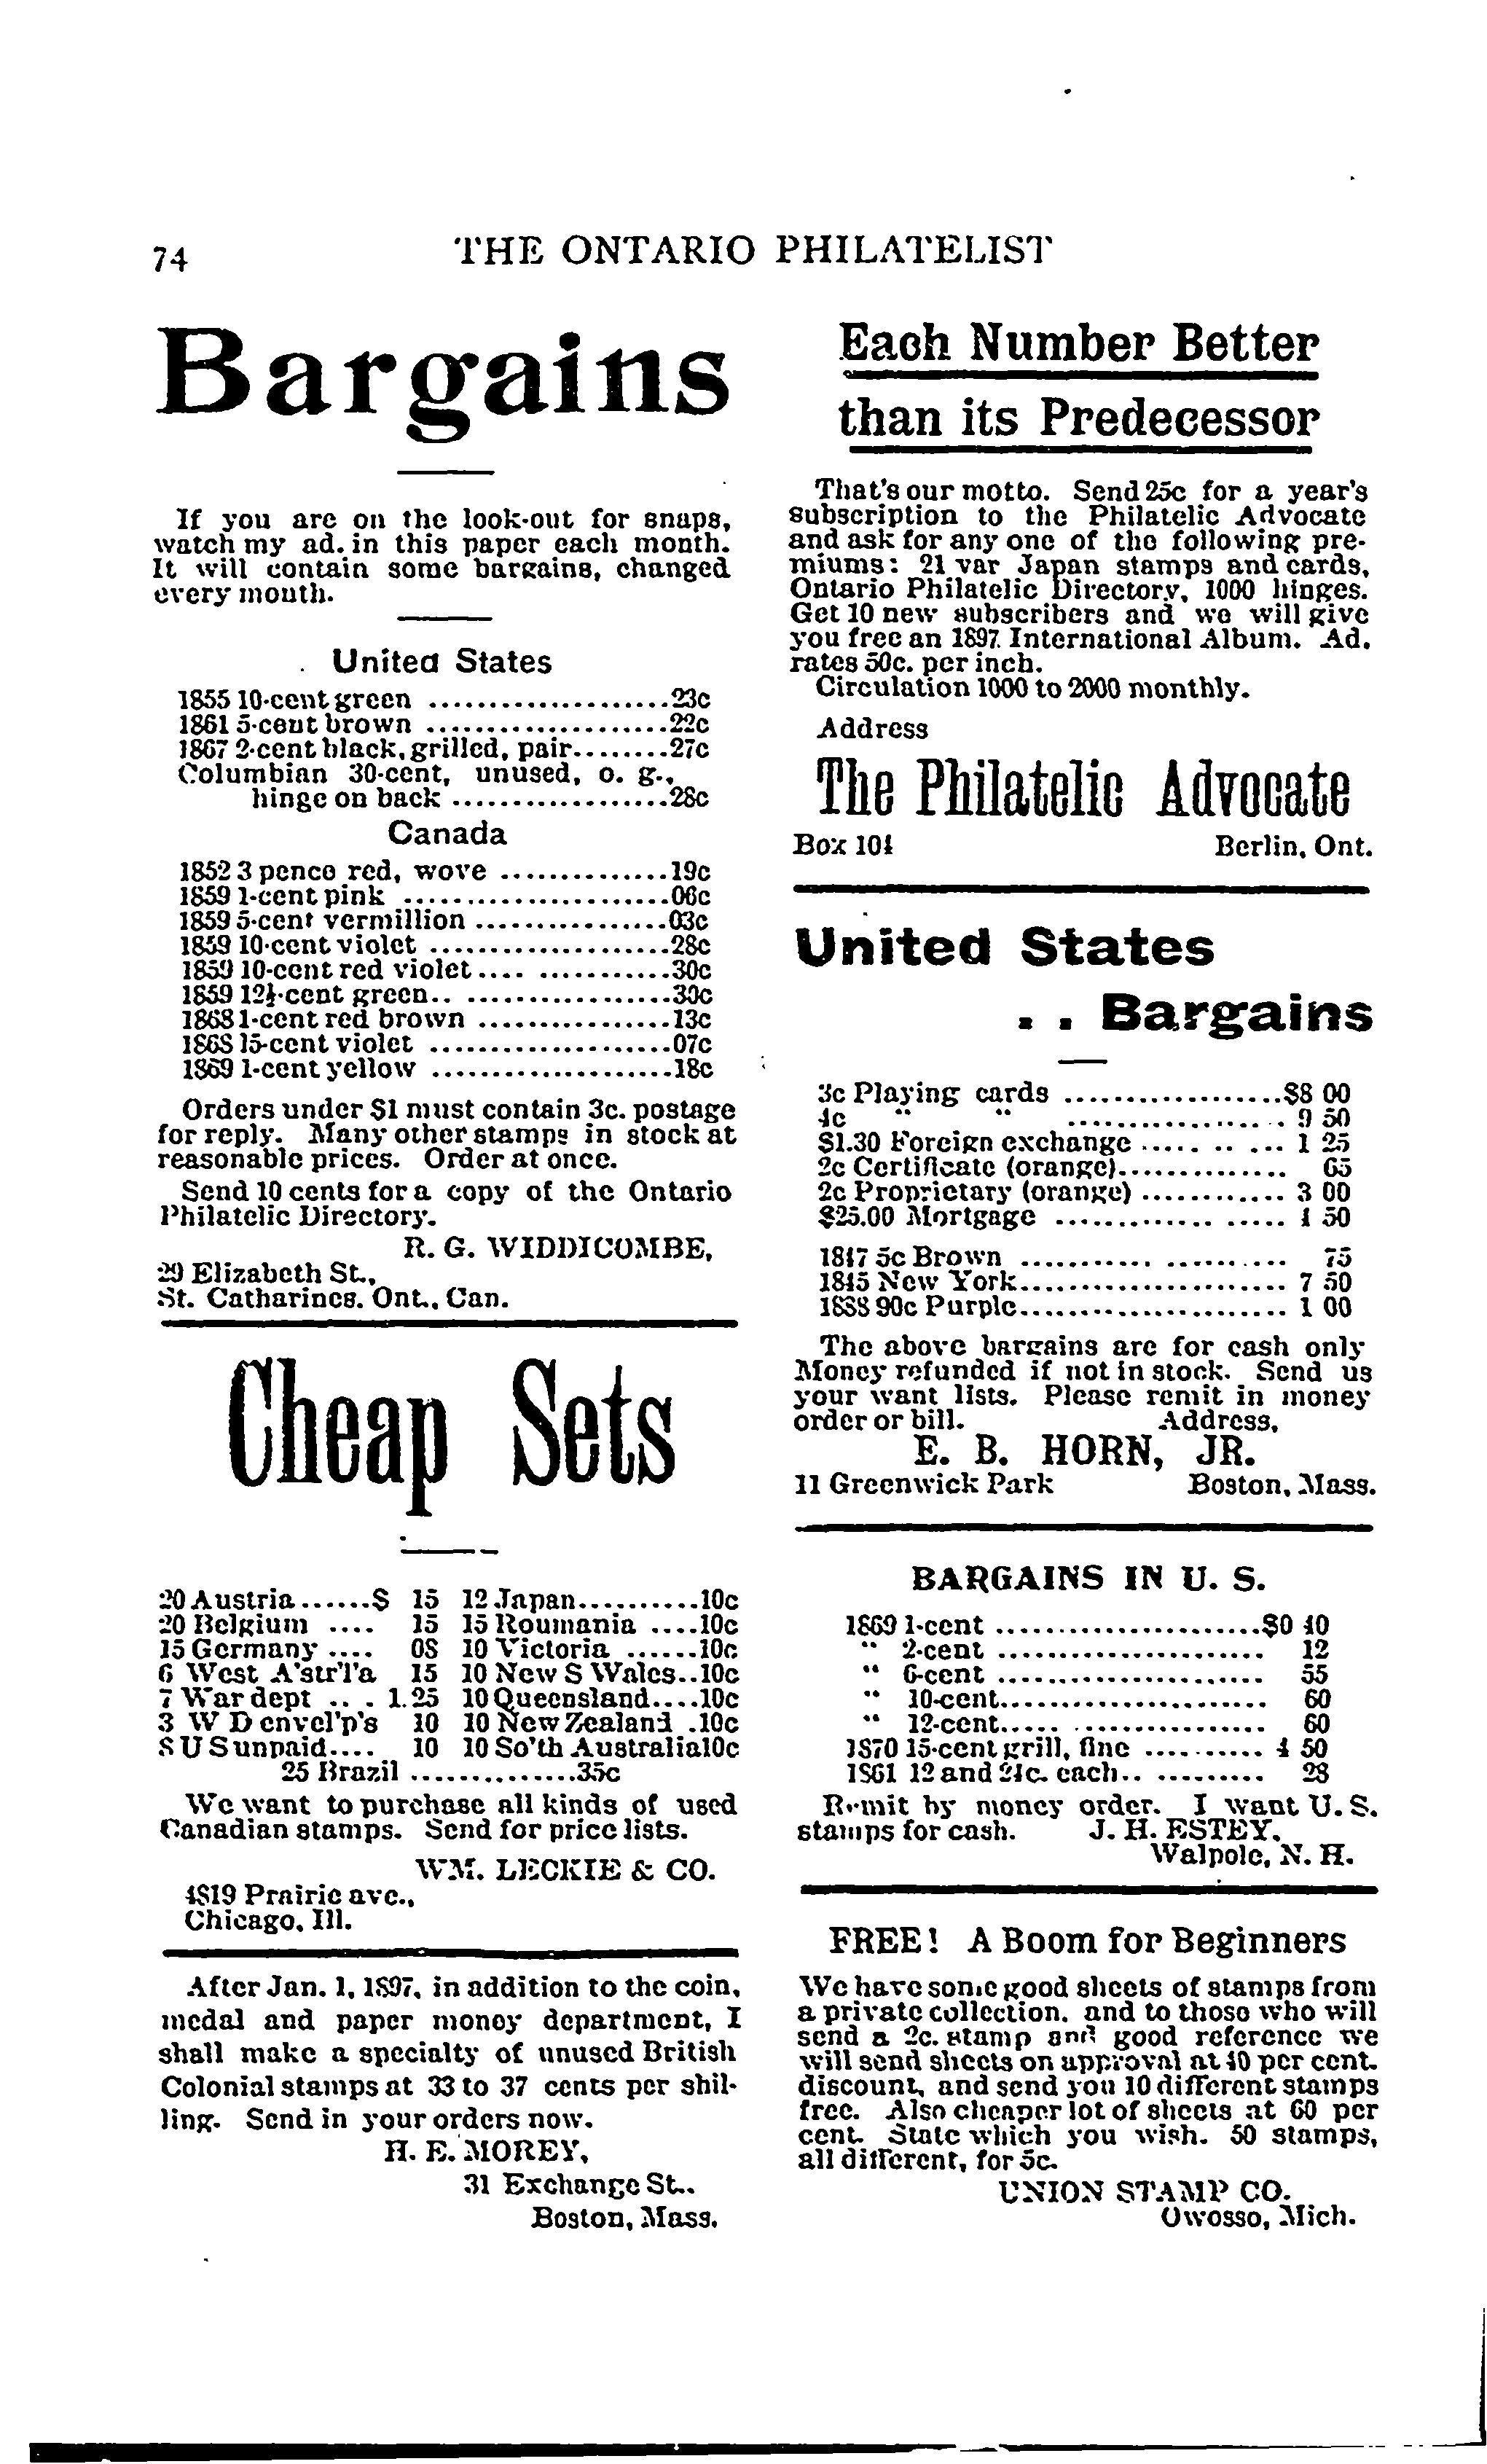 74
THE ONTARIO PHILATELIST
Bargains
If you are on the look-out for snaps,
watch my ad. in this paper each month.
It will contain some bargains, changed
every month.
United States
1855 10-cent green ....................23c
1861 5-cent brown ....................22c
1867 2-cent black, grilled, pair........27c
Columbian 30-cent, unused, o. g.,
hinge on back ..................28c
Canada
1852 3 pence red, wove ..............19c
1859 1-cent pink ......................06c
1859 5-cent vermillion ................03c
1859 10-cent violet ....................28c
1859 10-cent red violet.... ...........30c
1859 12½-cent green.. .................30c
1868 1-cent red brown ................13c
1868 15-cent violet ....................07c
1869 1-cent yellow ....................18c
Orders under $1 must contain 3c. postage
for reply. Many other stamps in stock at
reasonable prices. Order at once.
Send 10 cents for a copy of the Ontario
Philatelic Directory.
R. G. WIDDICOMBE,
29 Elizabeth St.,
St. Catharines. Ont., Can.
Cheap Sets
20 Austria......$ 15 12 Japan..........10c
20 Belgium .... 15 15 Roumania ....10c
15 Germany .... 08 10 Victoria ......10c
6 West A'str'l'a 15 10 New S Wales..10c
7 War dept .. . 1.25 10 Queensland....10c
3 W D envel'p's 10 10 New Zealand .10c
8 U S unpaid.... 10 10 So'th Australia10c
25 Brazil ..............35c
We want to purchase all kinds of used
Canadian stamps. Send for price lists.
WM. LECKIE & CO.
4819 Prairie ave.,
Chicago, Ill.
After Jan. 1, 1897, in addition to the coin,
medal and paper money department, I
shall make a specialty of unused British
Colonial stamps at 33 to 37 cents per shil-
ling. Send in your orders now.
H. E. MOREY,
31 Exchange St..
Boston, Mass.
Each Number Better
than its Predecessor
That's our motto. Send 25c for a year's
subscription to the Philatelic Advocate
and ask for any one of the following pre-
miums: 21 var Japan stamps and cards,
Ontario Philatelic Directory, 1000 hinges.
Get 10 new subscribers and we will give
you free an 1897 International Album. Ad.
rates 50c. per inch.
Circulation 1000 to 2000 monthly.
Address
The Philatelic Advocate
Box 104 Berlin, Ont.
United States
. . Bargains
3c Playing cards ..................$8 00
4c " " .................. 9 50
$1.30 Foreign exchange ..... .. ... 1 25
2c Certificate (orange).............. 65
2c Proprietary (orange) ............ 3 00
$25.00 Mortgage ............. ..... 4 50
1847 5c Brown ........... .......... 75
1845 New York...................... 7 50
1888 90c Purple...................... 1 00
The above bargains are for cash only
Money refunded if not in stock. Send us
your want lists. Please remit in money
order or bill. Address,
E. B. HORN, JR.
11 Greenwick Park Boston, Mass.
BARGAINS IN U. S.
1869 1-cent ......................$0 40
" 2-cent ...................... 12
" 6-cent ...................... 55
" 10-cent...................... 60
" 12-cent..... ................ 60
1870 15-cent grill, fine .......... 4 50
1861 12 and 24c. each.. ......... 28
Remit by money order. I want U. S.
stamps for cash. J. H. ESTEY,
Walpole, N. H.
FREE! A Boom for Beginners
We have some good sheets of stamps from
a private collection, and to those who will
send a 2c. stamp and good reference we
will send sheets on approval at 40 per cent.
discount, and send you 10 different stamps
free. Also cheaper lot of sheets at 60 per
cent. State which you wish. 50 stamps,
all different, for 5c.
UNION STAMP CO.
Owosso, Mich.